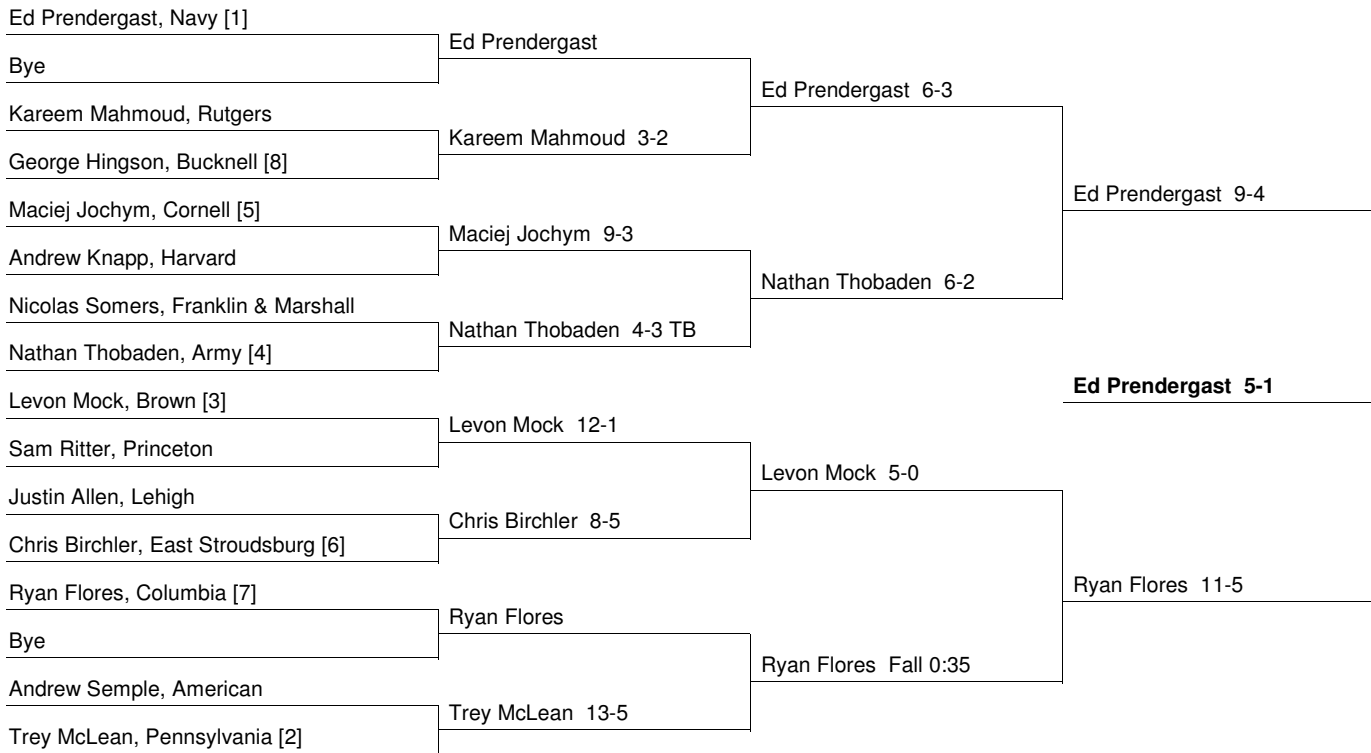 Ed Prendergast, Navy [1]
Bye
Kareem Mahmoud, Rutgers
George Hingson, Bucknell [8]
Maciej Jochym, Cornell [5]
Andrew Knapp, Harvard
Nicolas Somers, Franklin & Marshall
Nathan Thobaden, Army [4]
Levon Mock, Brown [3]
Sam Ritter, Princeton
Justin Allen, Lehigh
Chris Birchler, East Stroudsburg [6]
Ryan Flores, Columbia [7]
Bye
Andrew Semple, American
Trey McLean, Pennsylvania [2]
Ed Prendergast
Kareem Mahmoud 3-2
Maciej Jochym 9-3
Nathan Thobaden 4-3 TB
Levon Mock 12-1
Chris Birchler 8-5
Ryan Flores
Trey McLean 13-5
Ed Prendergast 6-3
Nathan Thobaden 6-2
Levon Mock 5-0
Ryan Flores Fall 0:35
Ed Prendergast 9-4
Ryan Flores 11-5
Ed Prendergast 5-1